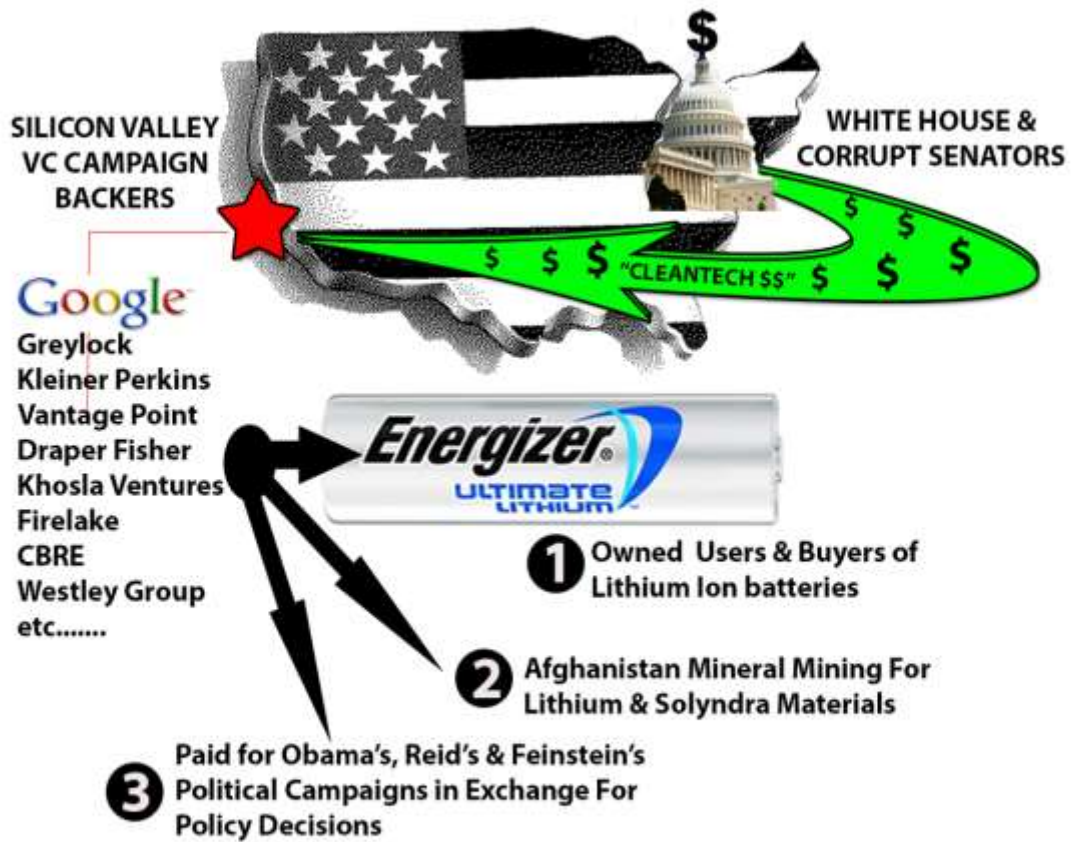 $
SILICON VALLEY
VC CAMPAIGN
BACKERS
WHITE HOUSE &
CORRUPT SENATORS
$ $ $ "CLEANTECH $$" $ $ $ $ $
Google
Greylock
Kleiner Perkins
Vantage Point
Draper Fisher
Khosla Ventures
Firelake
CBRE
Westley Group
etc.......
Energizer®
ULTIMATE
LITHIUM™
1 Owned Users & Buyers of
Lithium Ion batteries
2 Afghanistan Mineral Mining For
Lithium & Solyndra Materials
3 Paid for Obama's, Reid's & Feinstein's
Political Campaigns in Exchange For
Policy Decisions